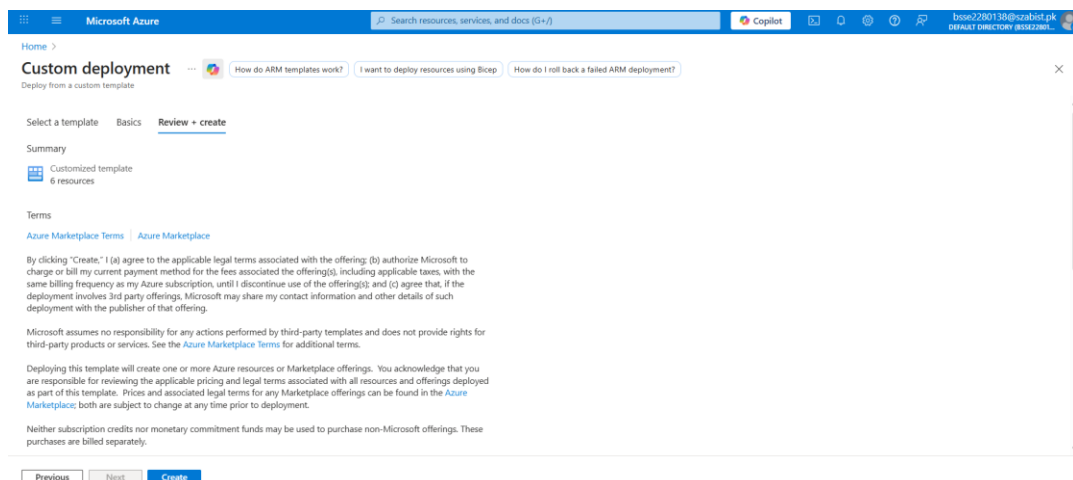 Microsoft Azure
Search resources, services, and docs (G+/)
Copilot
bsse2280138@szabist.pk
DEFAULT DIRECTORY (BSSE22801...
Home >
Custom deployment ...
How do ARM templates work?
I want to deploy resources using Bicep
How do I roll back a failed ARM deployment?
Deploy from a custom template
Select a template Basics Review + create
Summary
Customized template
6 resources
Terms
Azure Marketplace Terms | Azure Marketplace
By clicking "Create," I (a) agree to the applicable legal terms associated with the offering; (b) authorize Microsoft to
charge or bill my current payment method for the fees associated the offering(s), including applicable taxes, with the
same billing frequency as my Azure subscription, until I discontinue use of the offering(s); and (c) agree that, if the
deployment involves 3rd party offerings, Microsoft may share my contact information and other details of such
deployment with the publisher of that offering.
Microsoft assumes no responsibility for any actions performed by third-party templates and does not provide rights for
third-party products or services. See the Azure Marketplace Terms for additional terms.
Deploying this template will create one or more Azure resources or Marketplace offerings. You acknowledge that you
are responsible for reviewing the applicable pricing and legal terms associated with all resources and offerings deployed
as part of this template. Prices and associated legal terms for any Marketplace offerings can be found in the Azure
Marketplace; both are subject to change at any time prior to deployment.
Neither subscription credits nor monetary commitment funds may be used to purchase non-Microsoft offerings. These
purchases are billed separately.
Previous Next Create